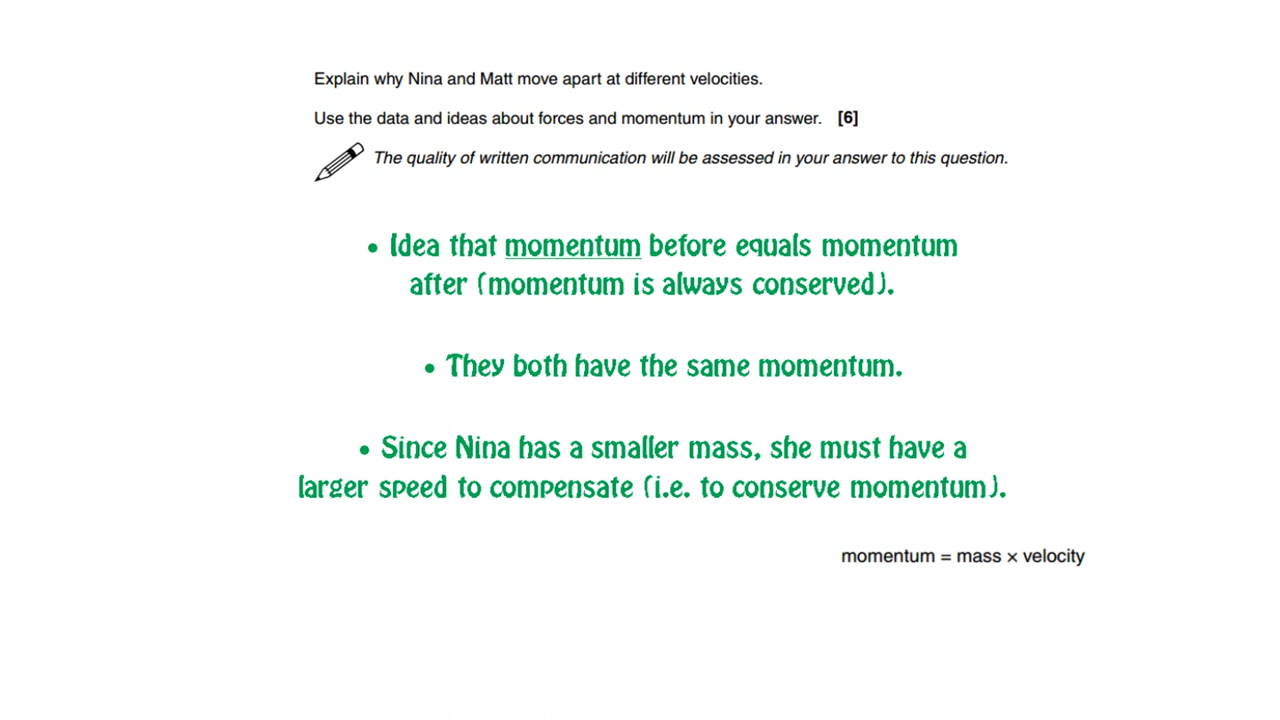 Explain why Nina and Matt move apart at different velocities.
Use the data and ideas about forces and momentum in your answer. [6]
The quality of written communication will be assessed in your answer to this question.
• Idea that momentum before equals momentum
after (momentum is always conserved).
• They both have the same momentum.
• Since Nina has a smaller mass, she must have a
larger speed to compensate (i.e. to conserve momentum).
momentum = mass × velocity